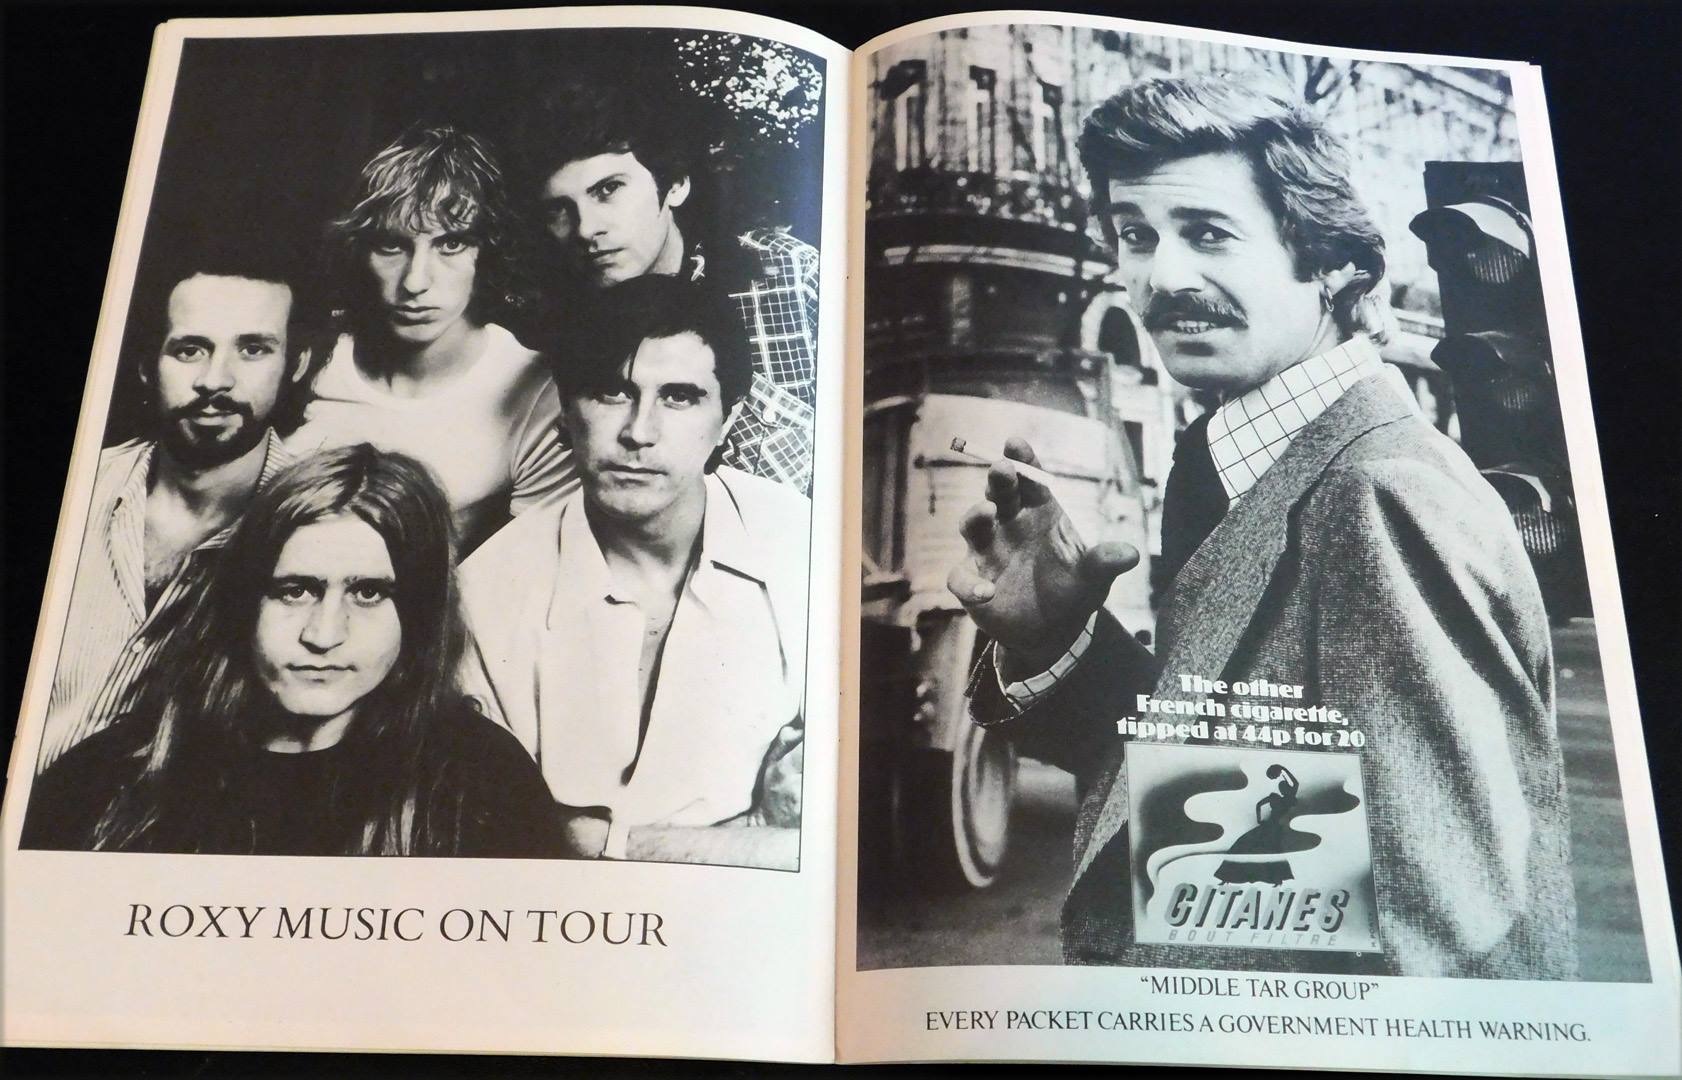 ROXY MUSIC ON TOUR
The other
French cigarette,
tipped at 44p for 20
GITANES
BOUT FILTRE
“MIDDLE TAR GROUP”
EVERY PACKET CARRIES A GOVERNMENT HEALTH WARNING.